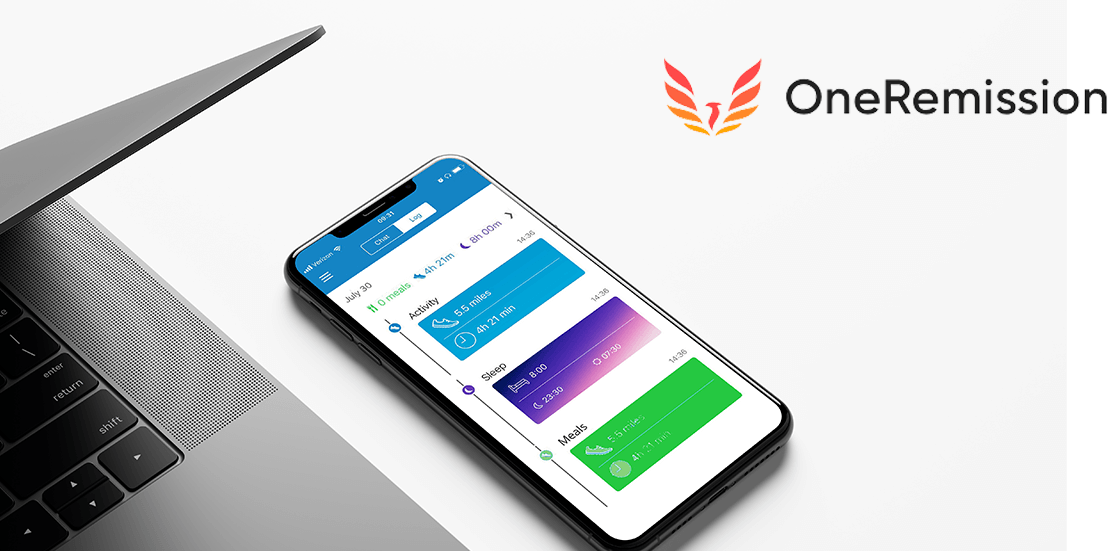 OneRemission
Verizon
09:31
Chat
Log
July 30
0 meals
4h 21m
8h 00m
Activity
14:36
5.5 miles
4h 21 min
Sleep
14:36
8:00
23:30
07:30
Meals
14:36
5.5 miles
4h 21 min
enter
return
shift